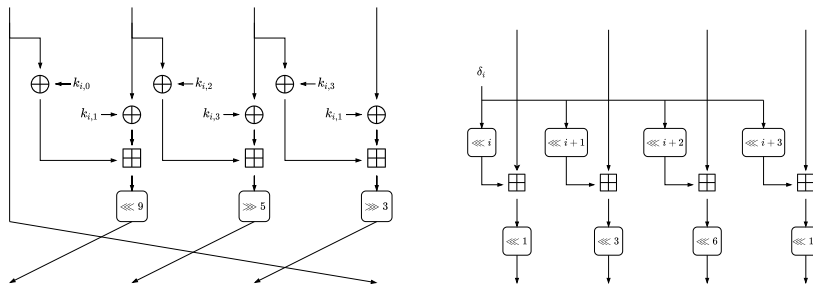 k_{i,0}
k_{i,2}
k_{i,3}
k_{i,1}
k_{i,3}
k_{i,1}
⋘ 9
⋙ 5
⋙ 3
δ_i
⋘ i
⋘ i + 1
⋘ i + 2
⋘ i + 3
⋘ 1
⋘ 3
⋘ 6